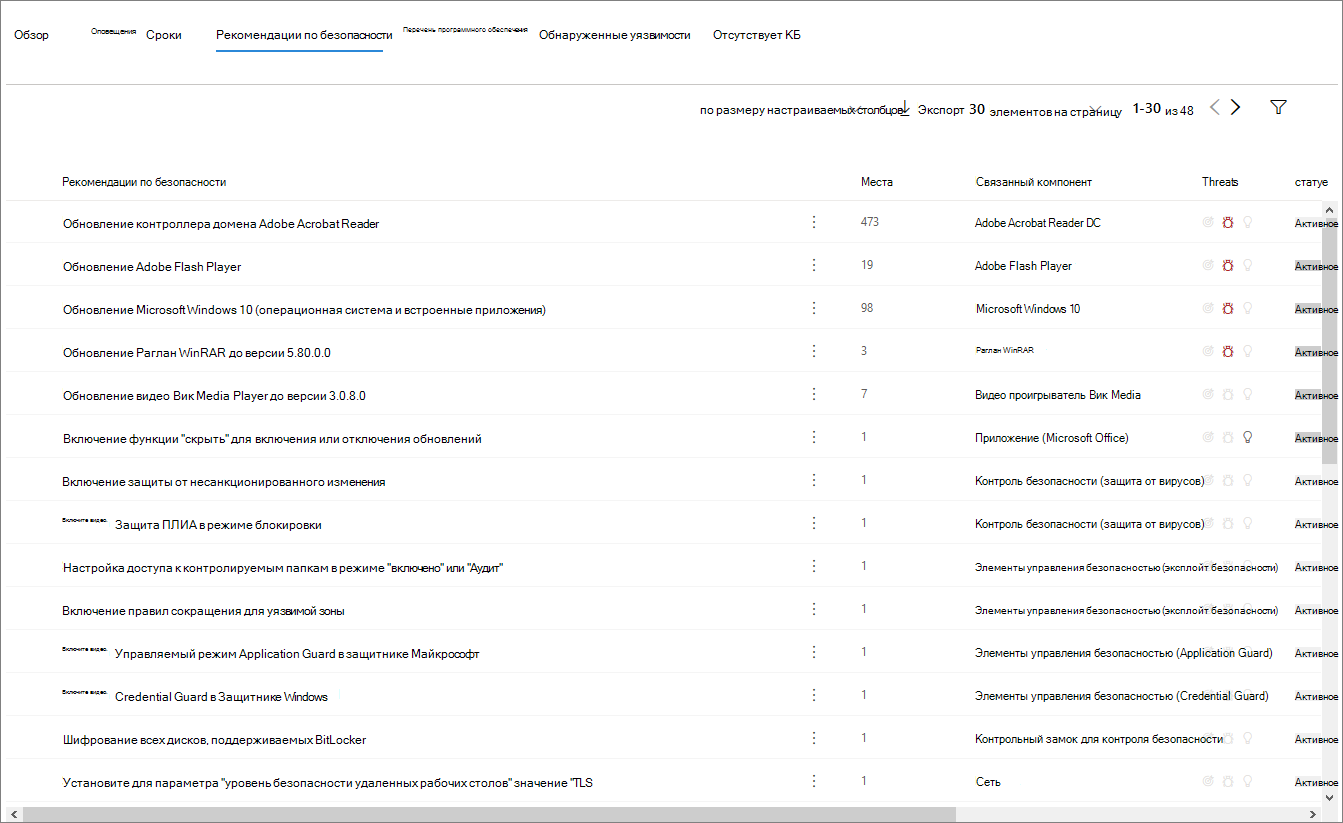 Обзор Оповещения Сроки Рекомендации по безопасности Перечень программного обеспечения Обнаруженные уязвимости Отсутствует КБ
по размеру настраиваемых столбцов Экспорт 30 элементов на страницу 1-30 из 48
Рекомендации по безопасности Места Связанный компонент Threats статус
Обновление контроллера домена Adobe Acrobat Reader 473 Adobe Acrobat Reader DC Активное
Обновление Adobe Flash Player 19 Adobe Flash Player Активное
Обновление Microsoft Windows 10 (операционная система и встроенные приложения) 98 Microsoft Windows 10 Активное
Обновление Раглан WinRAR до версии 5.80.0.0 3 Раглан WinRAR Активное
Обновление видео Вик Media Player до версии 3.0.8.0 7 Видео проигрыватель Вик Media Активное
Включение функции "скрыть" для включения или отключения обновлений 1 Приложение (Microsoft Office) Активное
Включение защиты от несанкционированного изменения 1 Контроль безопасности (защита от вирусов) Активное
Включите видео. Защита ПЛИА в режиме блокировки 1 Контроль безопасности (защита от вирусов) Активное
Настройка доступа к контролируемым папкам в режиме "включено" или "Аудит" 1 Элементы управления безопасностью (эксплойт безопасности) Активное
Включение правил сокращения для уязвимой зоны 1 Элементы управления безопасностью (эксплойт безопасности) Активное
Включите видео. Управляемый режим Application Guard в защитнике Майкрософт 1 Элементы управления безопасностью (Application Guard) Активное
Включите видео. Credential Guard в Защитнике Windows 1 Элементы управления безопасностью (Credential Guard) Активное
Шифрование всех дисков, поддерживаемых BitLocker 1 Контрольный замок для контроля безопасности Активное
Установите для параметра "уровень безопасности удаленных рабочих столов" значение "TLS 1 Сеть Активное